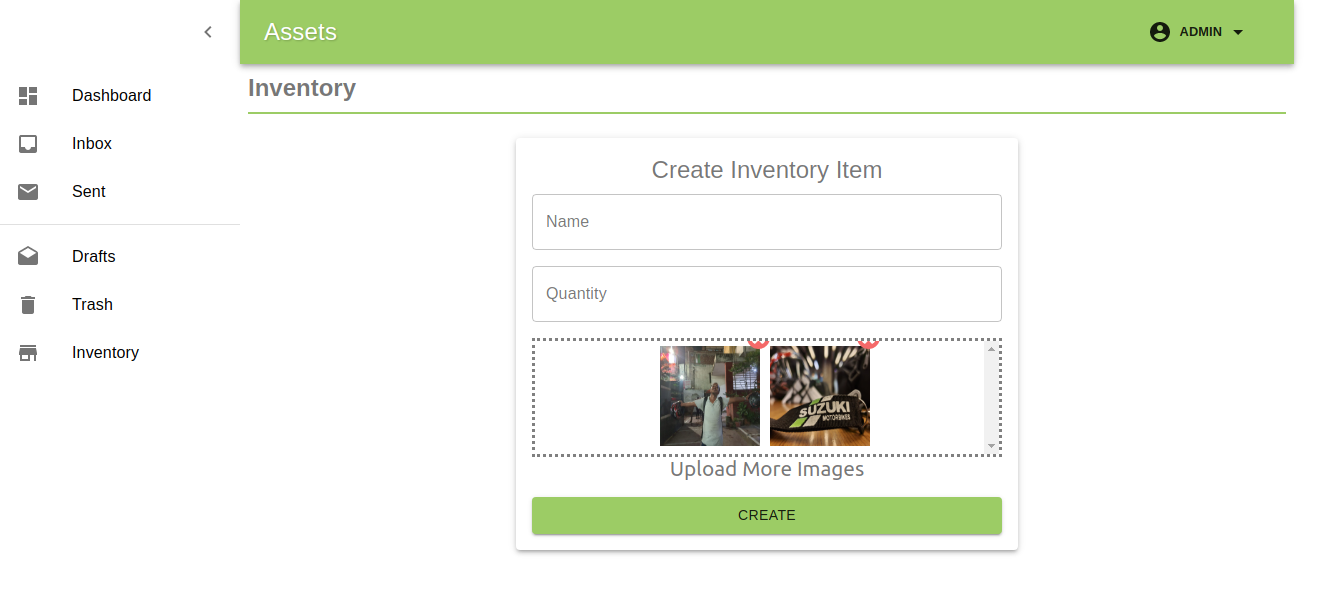 Assets
ADMIN
Dashboard
Inbox
Sent
Drafts
Trash
Inventory
Inventory
Create Inventory Item
Name
Quantity
SUZUKI
MOTORBIKES
Upload More Images
CREATE